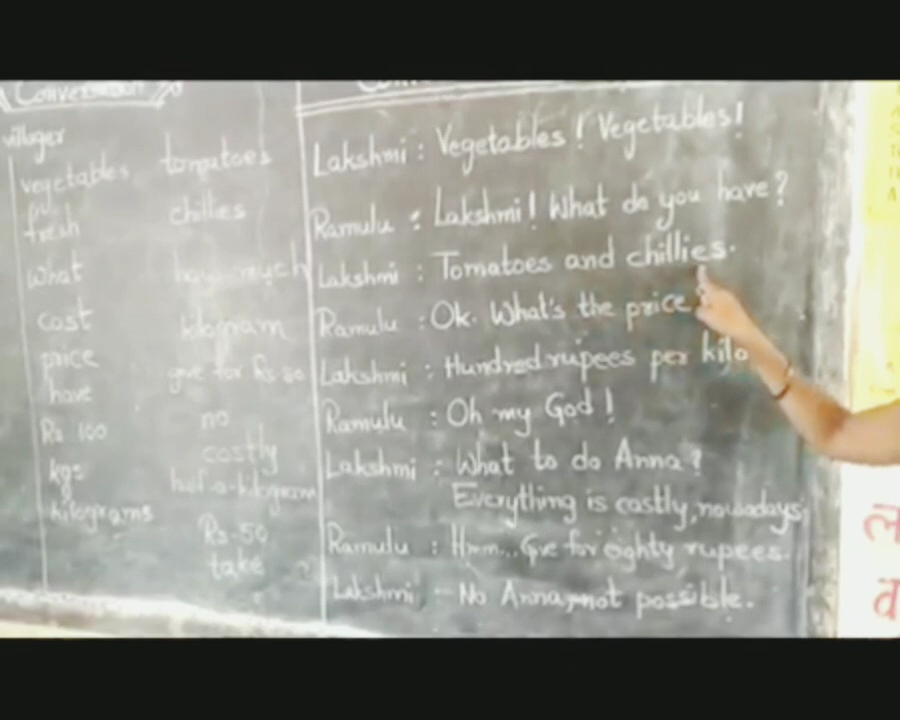 Conversation
villager
vegetables tomatoes
fresh chillies
What how much
cost kilogram
price give for Rs 80
have no
Rs 100 costly
kgs half-a-kilogram
kilograms Rs-50
take
Lakshmi : Vegetables ! Vegetables!
Ramulu : Lakshmi! What do you have?
Lakshmi : Tomatoes and chillies.
Ramulu : Ok. What's the price
Lakshmi : Hundred rupees per kilo
Ramulu : Oh my God !
Lakshmi : What to do Anna?
Everything is costly, nowadays
Ramulu : Hmm... Give for eighty rupees.
Lakshmi - No Anna, not possible.
ल
व